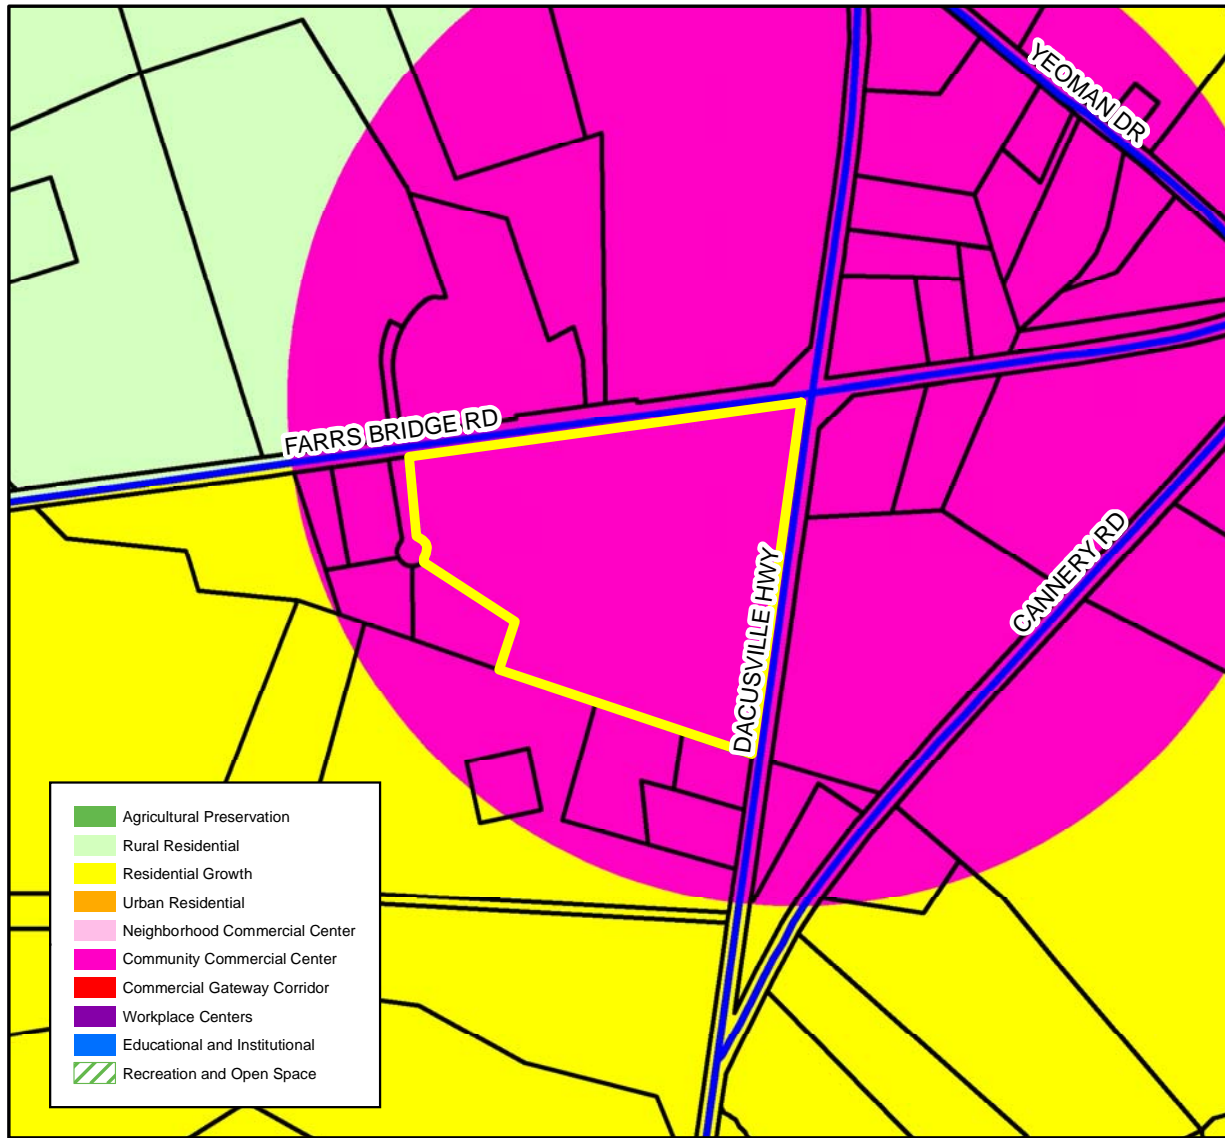 YEOMAN DR
FARRS BRIDGE RD
DACUSVILLE HWY
CANNERY RD
Agricultural Preservation
Rural Residential
Residential Growth
Urban Residential
Neighborhood Commercial Center
Community Commercial Center
Commercial Gateway Corridor
Workplace Centers
Educational and Institutional
Recreation and Open Space